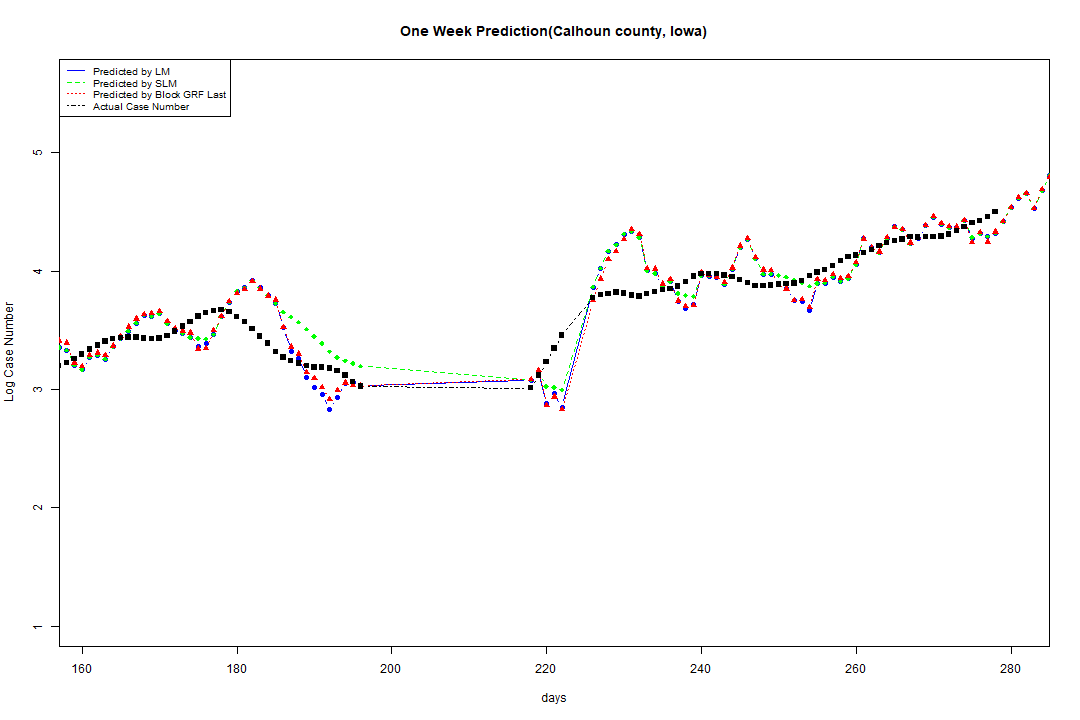 One Week Prediction(Calhoun county, Iowa)
Predicted by LM
Predicted by SLM
Predicted by Block GRF Last
Actual Case Number
5
4
3
2
1
Log Case Number
160 180 200 220 240 260 280
days